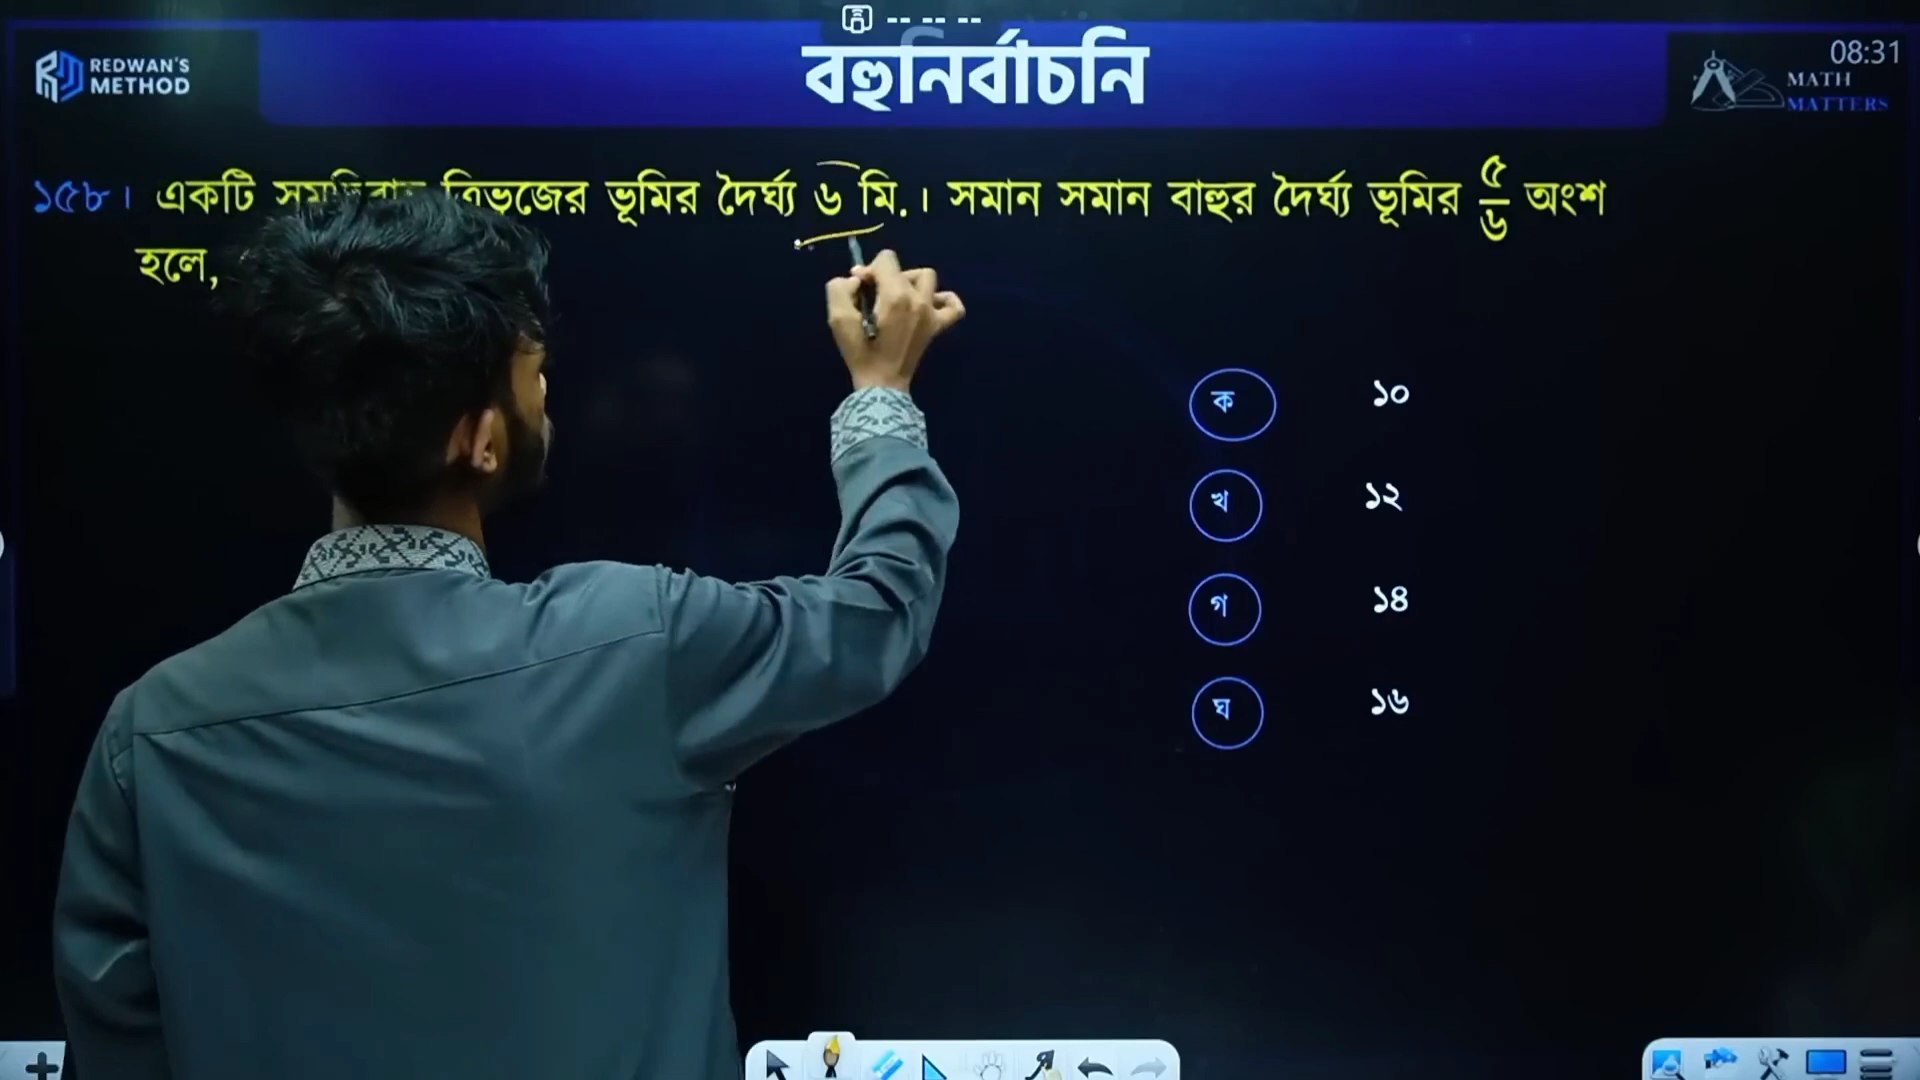 08:31
বহুনির্বাচনি
REDWAN'S
METHOD
MATH
MATTERS
১৫৮। একটি ত্রিভুজের ভূমির দৈর্ঘ্য ৬ মি.। সমান সমান বাহুর দৈর্ঘ্য ভূমির ৫/৬ অংশ
হলে,
ক ১০
খ ১২
গ ১৪
ঘ ১৬